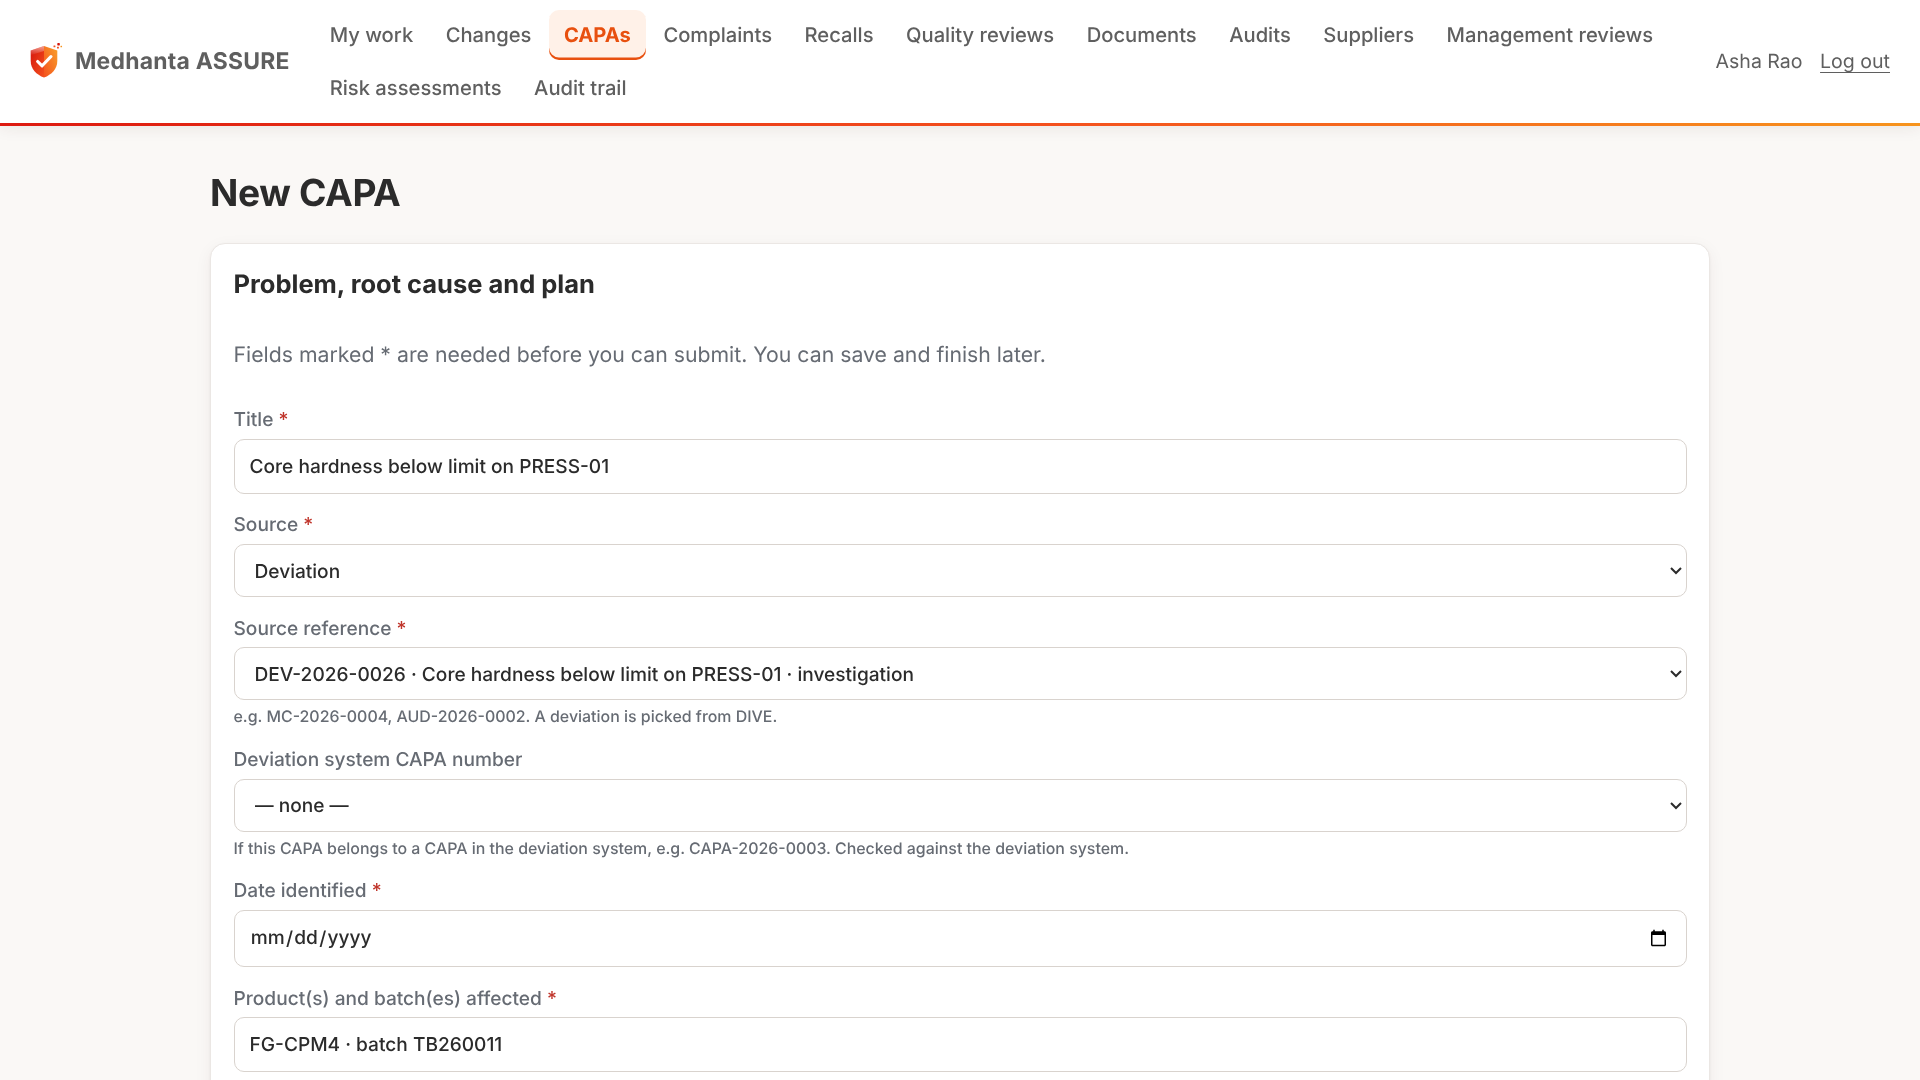 Medhanta ASSURE
My work Changes CAPAs Complaints Recalls Quality reviews Documents Audits Suppliers Management reviews
Risk assessments Audit trail
Asha Rao Log out
New CAPA
Problem, root cause and plan
Fields marked * are needed before you can submit. You can save and finish later.
Title *
Core hardness below limit on PRESS-01
Source *
Deviation
Source reference *
DEV-2026-0026 · Core hardness below limit on PRESS-01 · investigation
e.g. MC-2026-0004, AUD-2026-0002. A deviation is picked from DIVE.
Deviation system CAPA number
— none —
If this CAPA belongs to a CAPA in the deviation system, e.g. CAPA-2026-0003. Checked against the deviation system.
Date identified *
mm/dd/yyyy
Product(s) and batch(es) affected *
FG-CPM4 · batch TB260011